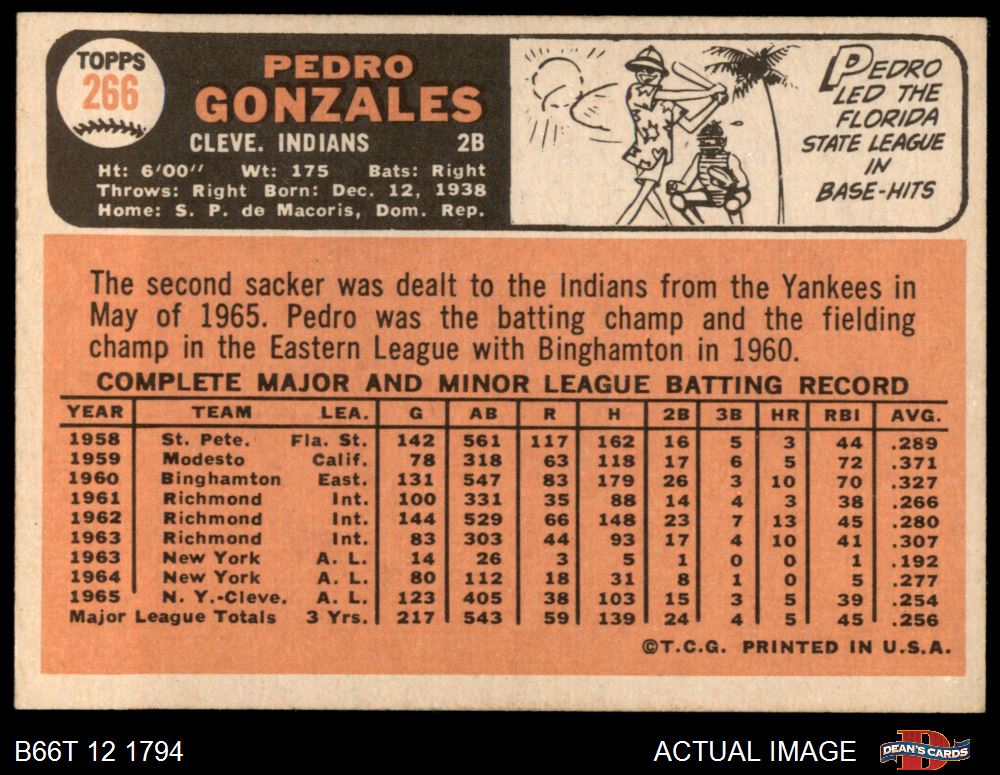 TOPPS
266
PEDRO
GONZALES
CLEVE. INDIANS 2B
Ht: 6'00" Wt: 175 Bats: Right
Throws: Right Born: Dec. 12, 1938
Home: S. P. de Macoris, Dom. Rep.
PEDRO
LED THE
FLORIDA
STATE LEAGUE
IN
BASE-HITS
The second sacker was dealt to the Indians from the Yankees in
May of 1965. Pedro was the batting champ and the fielding
champ in the Eastern League with Binghamton in 1960.
COMPLETE MAJOR AND MINOR LEAGUE BATTING RECORD
YEAR TEAM LEA. G AB R H 2B 3B HR RBI AVG.
1958 St. Pete. Fla. St. 142 561 117 162 16 5 3 44 .289
1959 Modesto Calif. 78 318 63 118 17 6 5 72 .371
1960 Binghamton East. 131 547 83 179 26 3 10 70 .327
1961 Richmond Int. 100 331 35 88 14 4 3 38 .266
1962 Richmond Int. 144 529 66 148 23 7 13 45 .280
1963 Richmond Int. 83 303 44 93 17 4 10 41 .307
1963 New York A. L. 14 26 3 5 1 0 0 1 .192
1964 New York A. L. 80 112 18 31 8 1 0 5 .277
1965 N. Y.-Cleve. A. L. 123 405 38 103 15 3 5 39 .254
Major League Totals 3 Yrs. 217 543 59 139 24 4 5 45 .256
©T.C.G. PRINTED IN U.S.A.
B66T 12 1794
ACTUAL IMAGE
D
DEAN'S CARDS